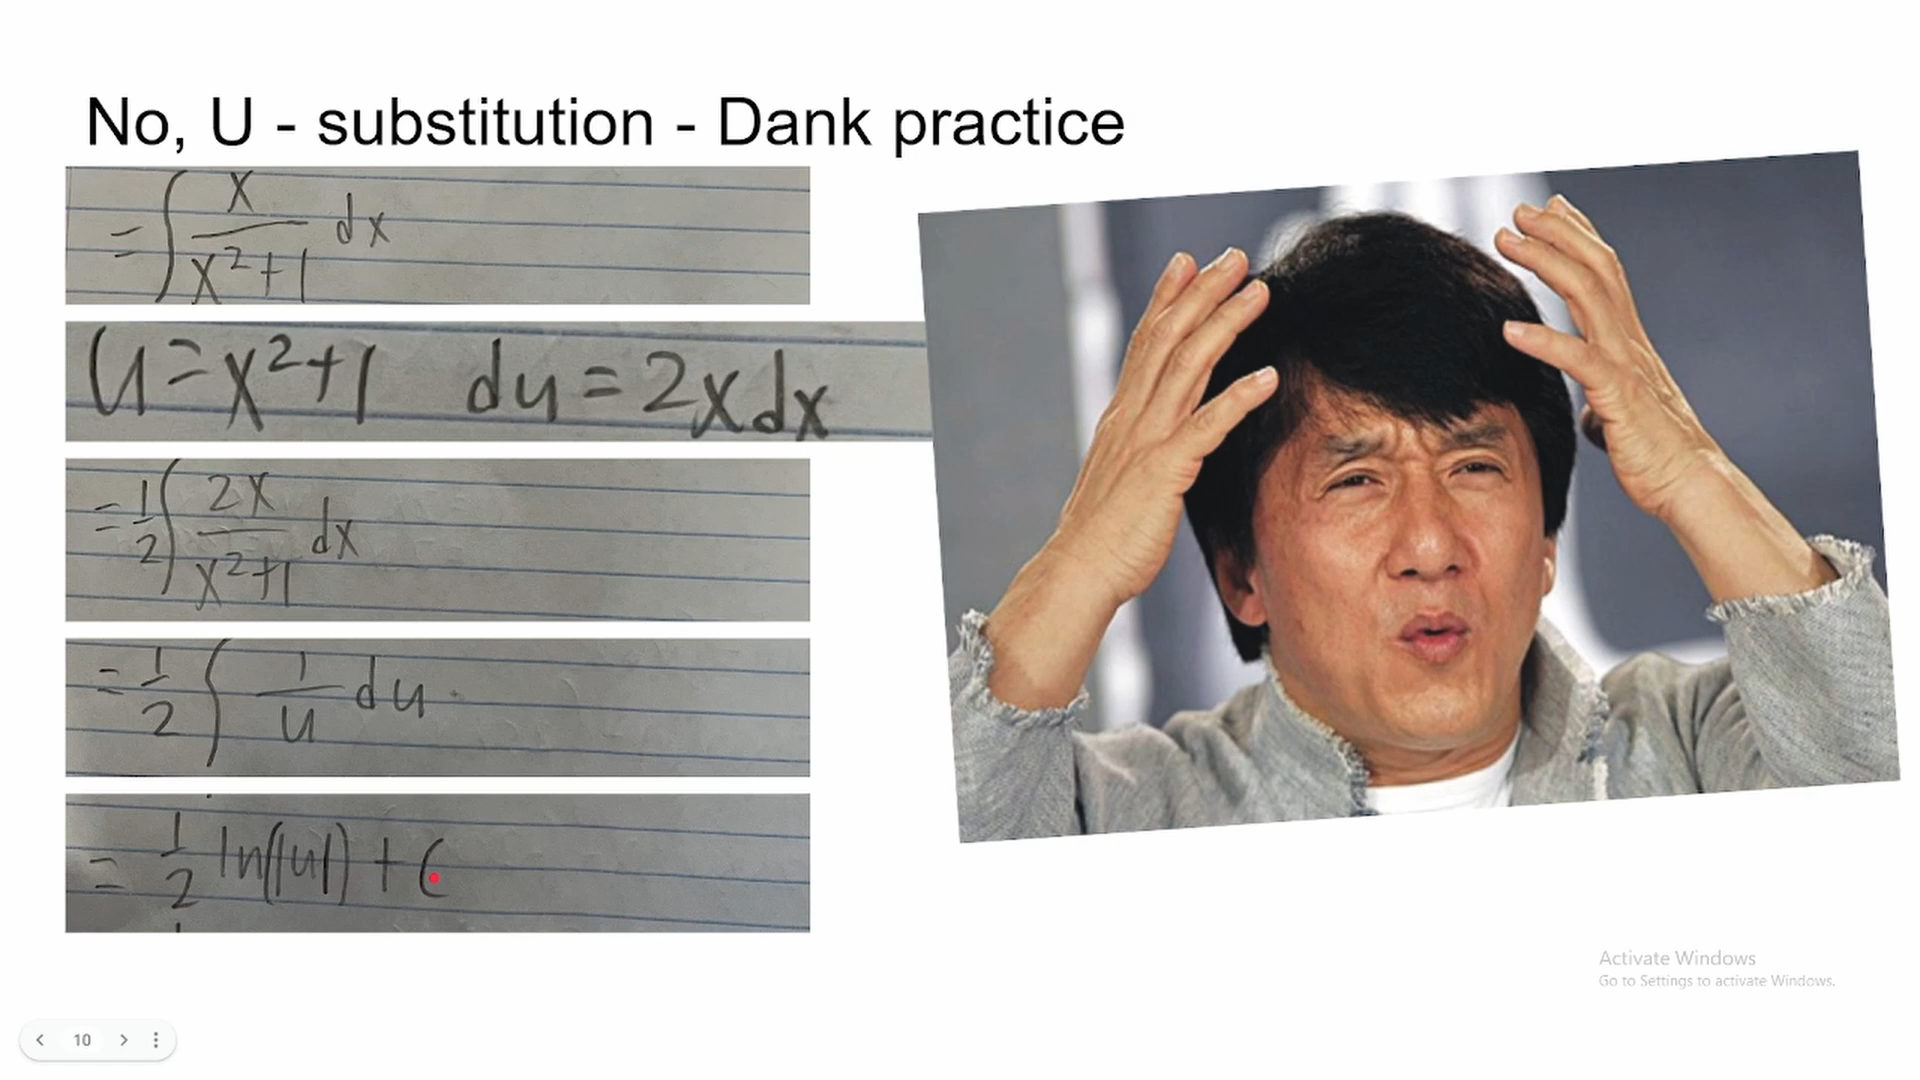 No, U - substitution - Dank practice
= ∫ x/(x²+1) dx
u = x²+1 du = 2x dx
= 1/2 ∫ 2x/(x²+1) dx
= 1/2 ∫ 1/u du
= 1/2 ln(|u|) + C
Activate Windows
Go to Settings to activate Windows.
10